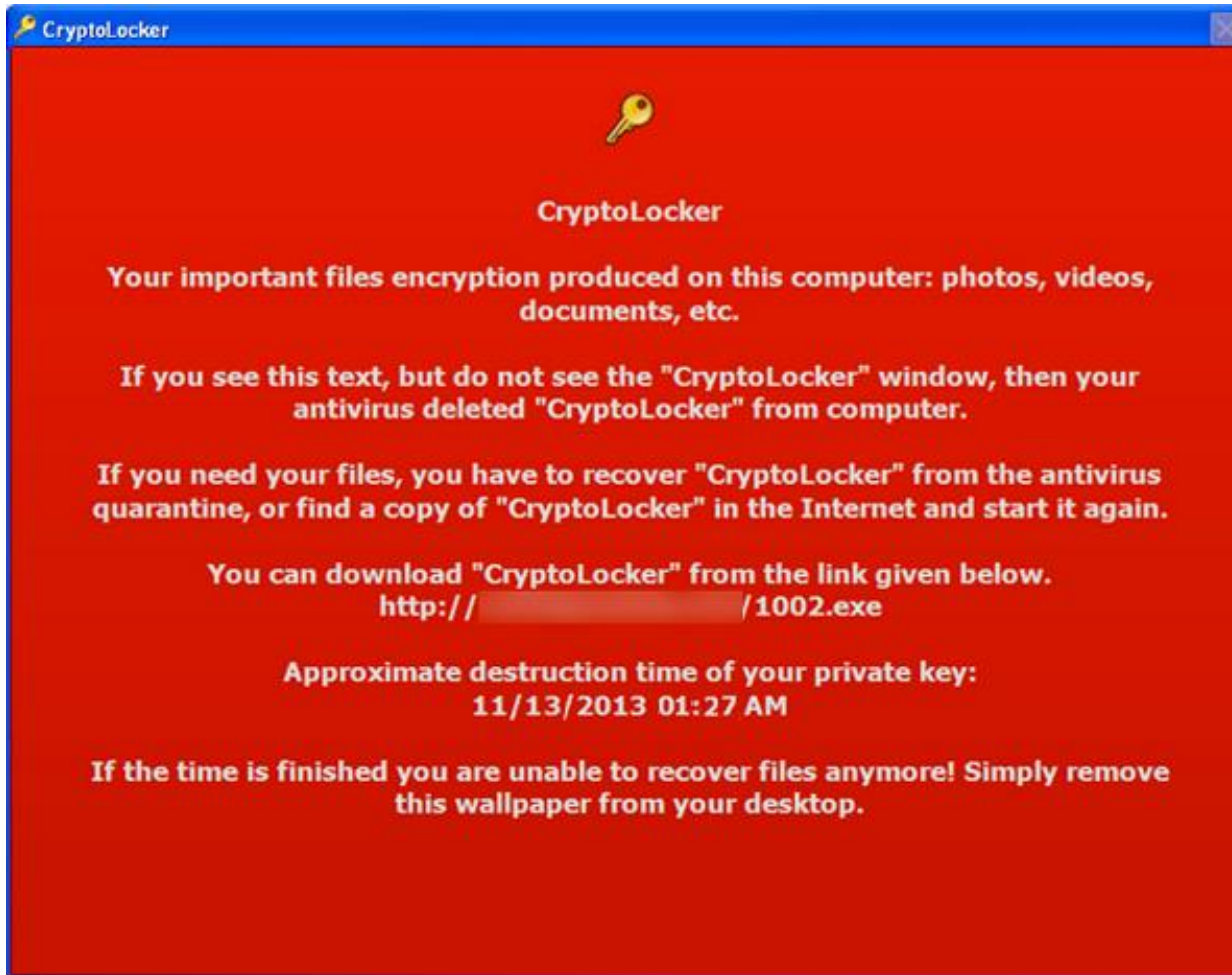 CryptoLocker
CryptoLocker
Your important files encryption produced on this computer: photos, videos,
documents, etc.
If you see this text, but do not see the "CryptoLocker" window, then your
antivirus deleted "CryptoLocker" from computer.
If you need your files, you have to recover "CryptoLocker" from the antivirus
quarantine, or find a copy of "CryptoLocker" in the Internet and start it again.
You can download "CryptoLocker" from the link given below.
http:// /1002.exe
Approximate destruction time of your private key:
11/13/2013 01:27 AM
If the time is finished you are unable to recover files anymore! Simply remove
this wallpaper from your desktop.